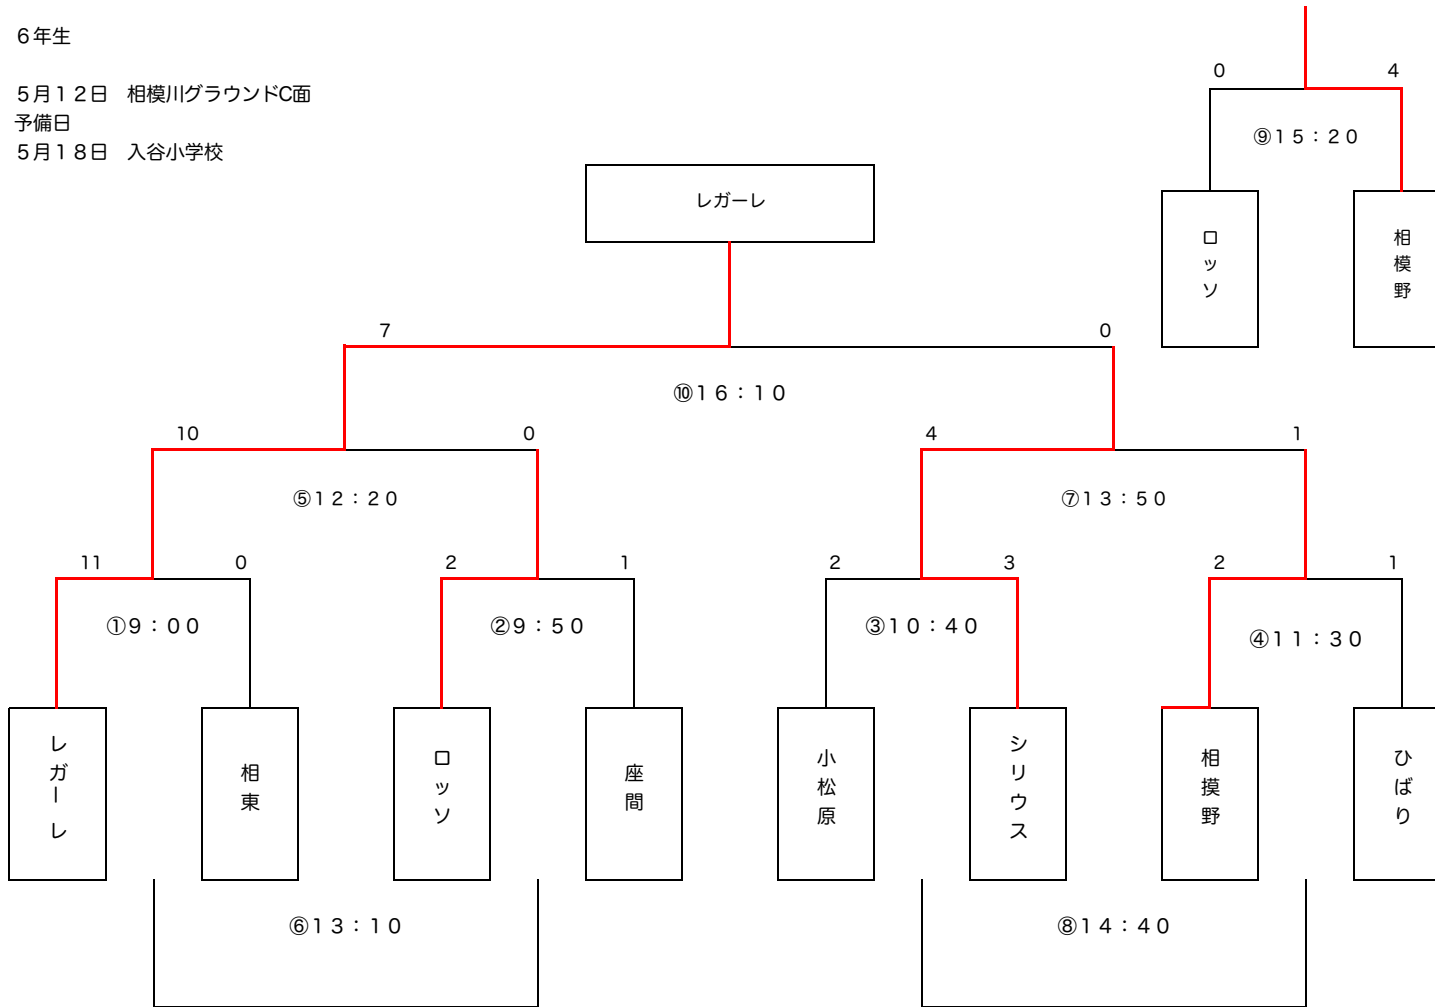 ６年生
５月１２日　相模川グラウンドC面
予備日
５月１８日　入谷小学校
0　4
⑨１５：２０
ロッソ
相模野
レガーレ
7　0
⑩１６：１０
10　0　4　1
⑤１２：２０　⑦１３：５０
11　0　2　1　2　3　2　1
①９：００　②９：５０　③１０：４０　④１１：３０
レガーレ
相東
ロッソ
座間
小松原
シリウス
相摸野
ひばり
⑥１３：１０　⑧１４：４０